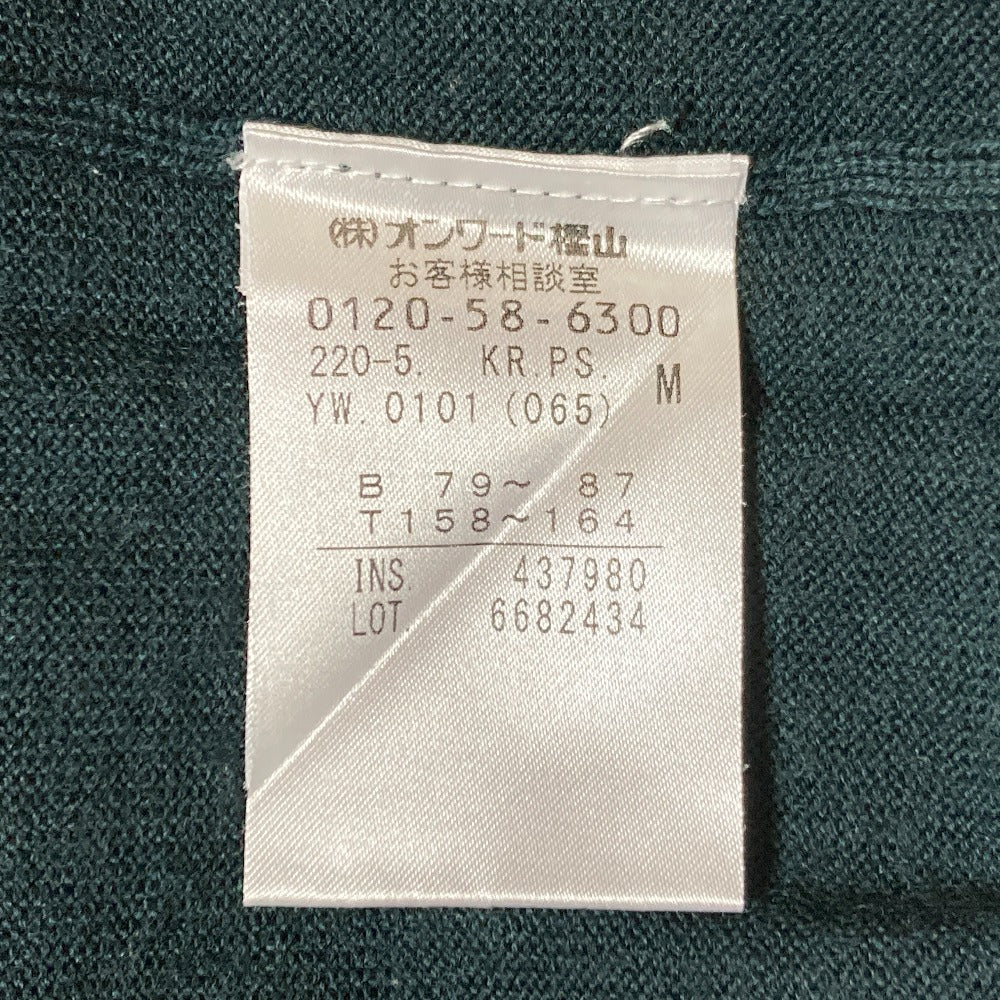 (株)オンワード樫山
お客様相談室
0120-58-6300
220-5. KR.PS. M
YW. 0101 (065)
B 79～ 87
T158～164
INS. 437980
LOT 6682434